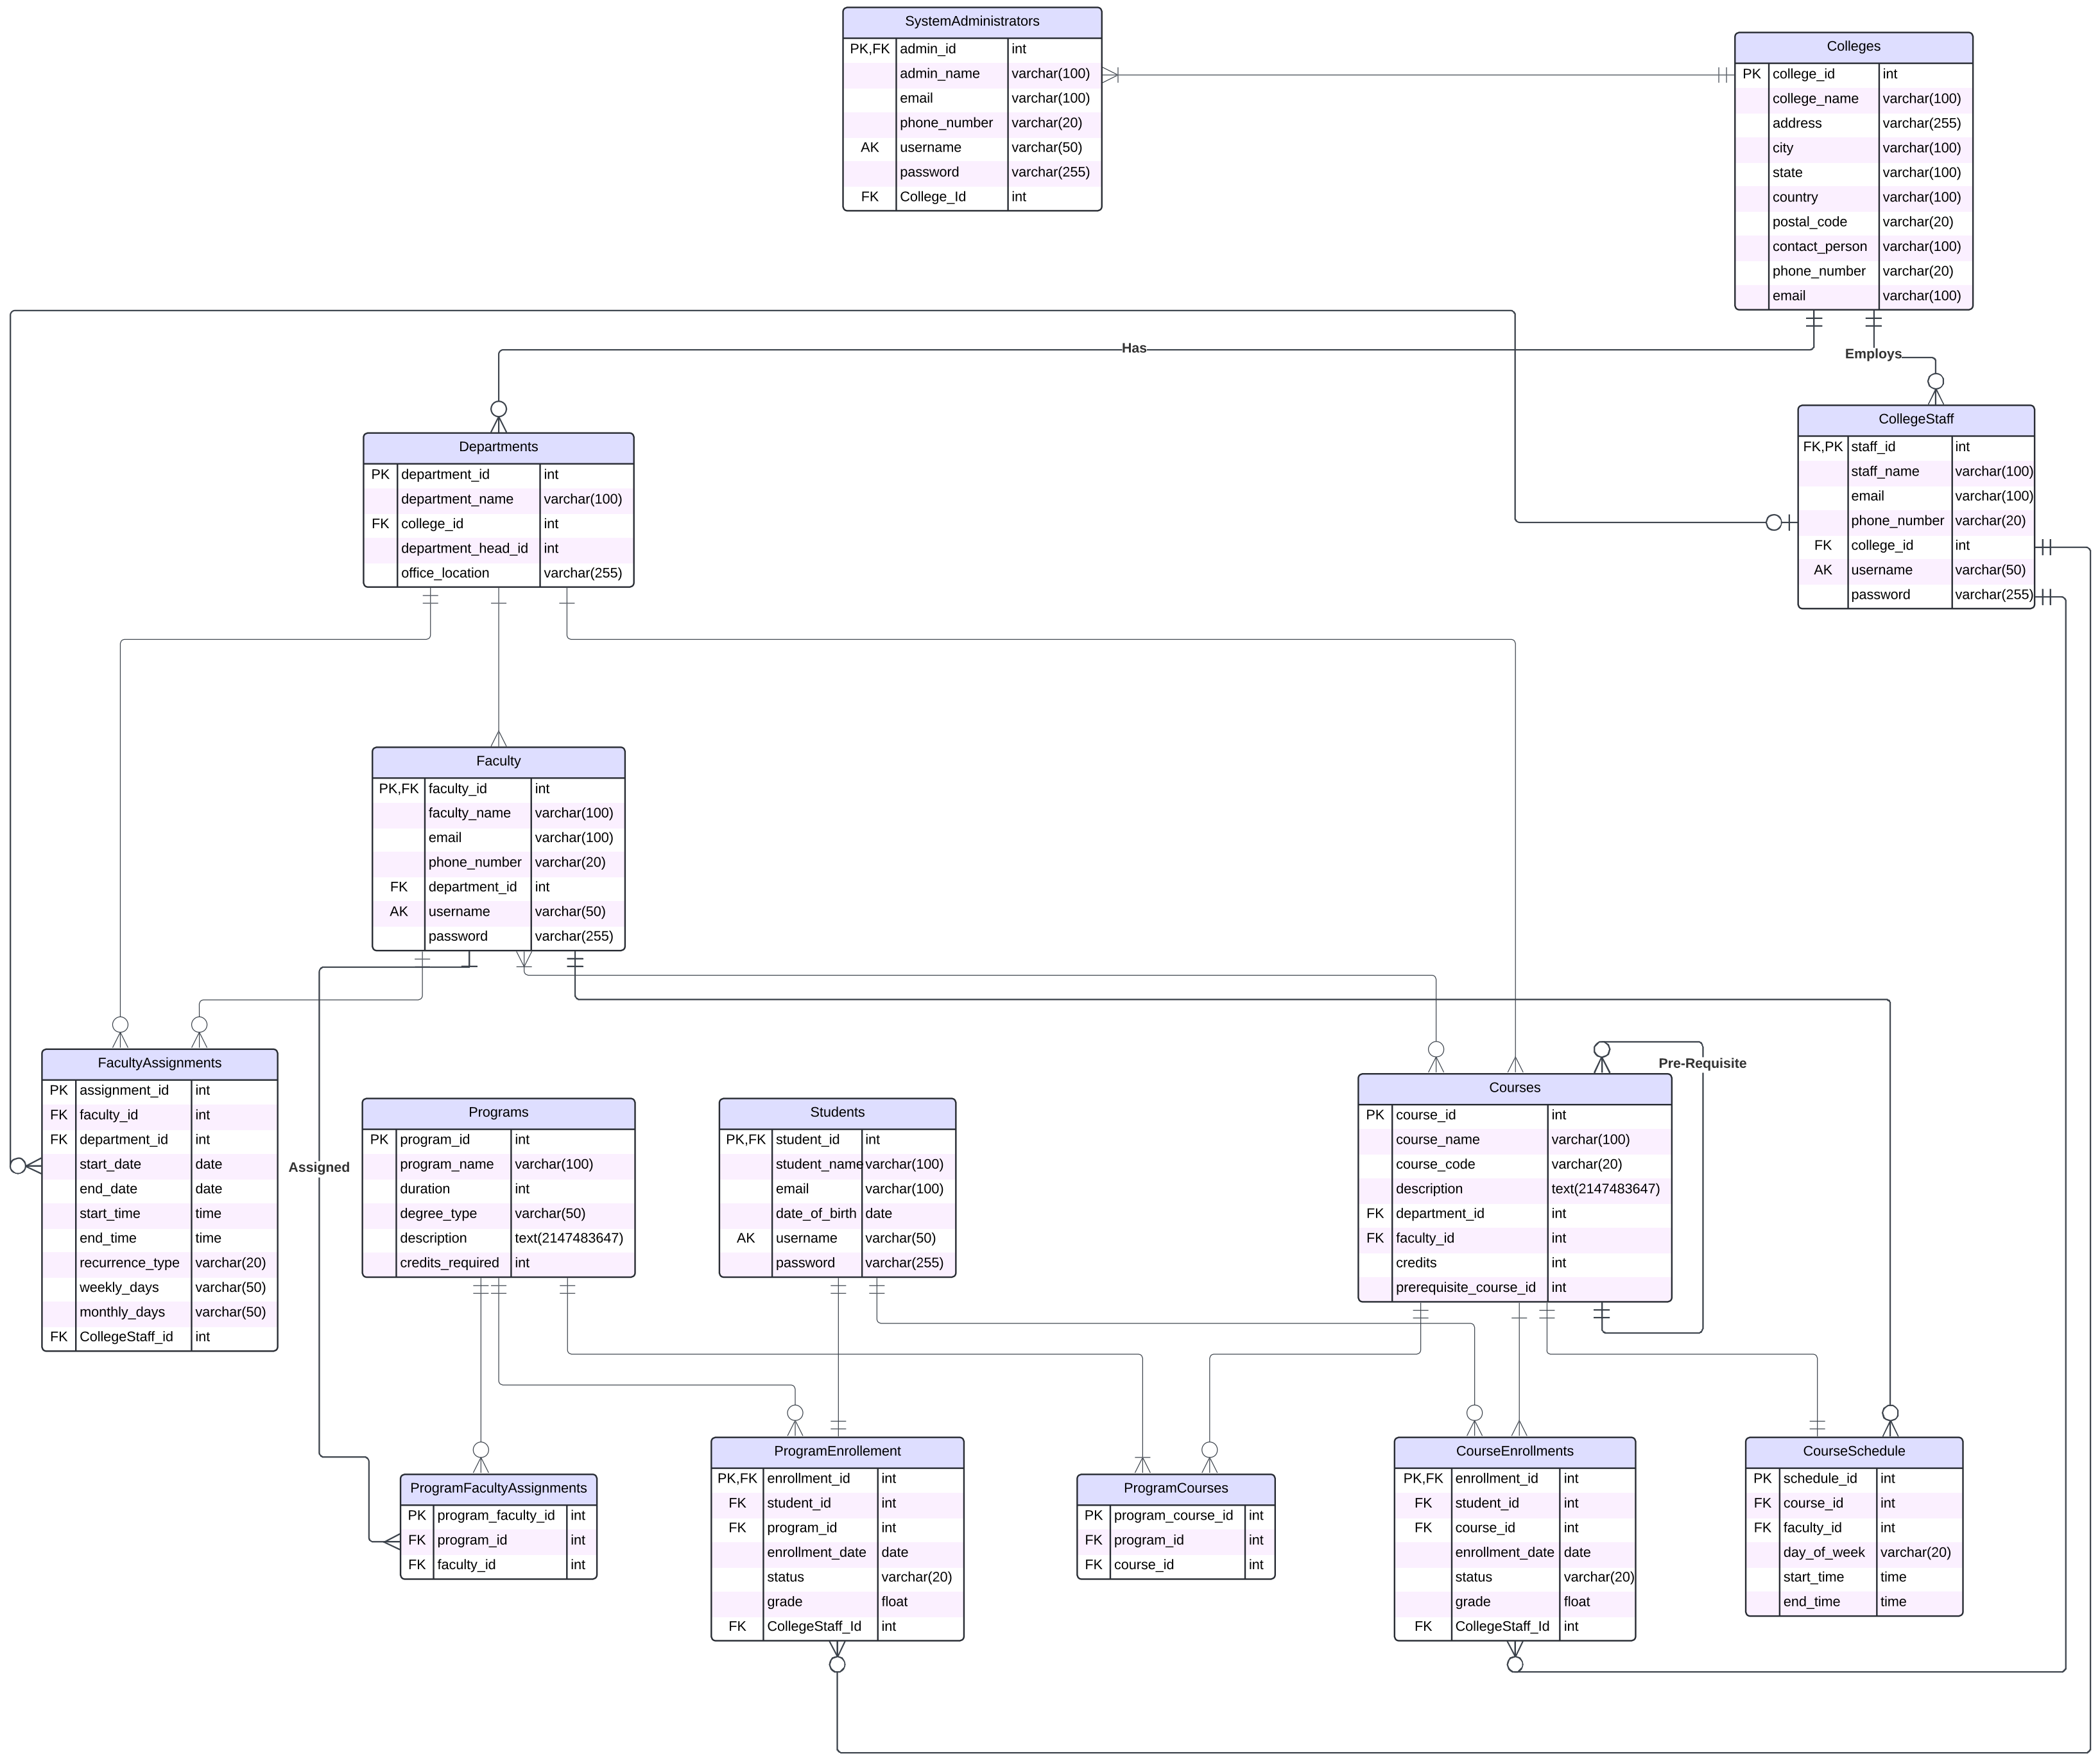 SystemAdministrators
PK,FK admin_id int
admin_name varchar(100)
email varchar(100)
phone_number varchar(20)
AK username varchar(50)
password varchar(255)
FK College_Id int
Colleges
PK college_id int
college_name varchar(100)
address varchar(255)
city varchar(100)
state varchar(100)
country varchar(100)
postal_code varchar(20)
contact_person varchar(100)
phone_number varchar(20)
email varchar(100)
Has
Employs
CollegeStaff
FK,PK staff_id int
staff_name varchar(100)
email varchar(100)
phone_number varchar(20)
FK college_id int
AK username varchar(50)
password varchar(255)
Departments
PK department_id int
department_name varchar(100)
FK college_id int
department_head_id int
office_location varchar(255)
Faculty
PK,FK faculty_id int
faculty_name varchar(100)
email varchar(100)
phone_number varchar(20)
FK department_id int
AK username varchar(50)
password varchar(255)
FacultyAssignments
PK assignment_id int
FK faculty_id int
FK department_id int
start_date date
end_date date
start_time time
end_time time
recurrence_type varchar(20)
weekly_days varchar(50)
monthly_days varchar(50)
FK CollegeStaff_id int
Assigned
Programs
PK program_id int
program_name varchar(100)
duration int
degree_type varchar(50)
description text(2147483647)
credits_required int
Students
PK,FK student_id int
student_name varchar(100)
email varchar(100)
date_of_birth date
AK username varchar(50)
password varchar(255)
Pre-Requisite
Courses
PK course_id int
course_name varchar(100)
course_code varchar(20)
description text(2147483647)
FK department_id int
FK faculty_id int
credits int
prerequisite_course_id int
ProgramFacultyAssignments
PK program_faculty_id int
FK program_id int
FK faculty_id int
ProgramEnrollement
PK,FK enrollment_id int
FK student_id int
FK program_id int
enrollment_date date
status varchar(20)
grade float
FK CollegeStaff_Id int
ProgramCourses
PK program_course_id int
FK program_id int
FK course_id int
CourseEnrollments
PK,FK enrollment_id int
FK student_id int
FK course_id int
enrollment_date date
status varchar(20)
grade float
FK CollegeStaff_Id int
CourseSchedule
PK schedule_id int
FK course_id int
FK faculty_id int
day_of_week varchar(20)
start_time time
end_time time